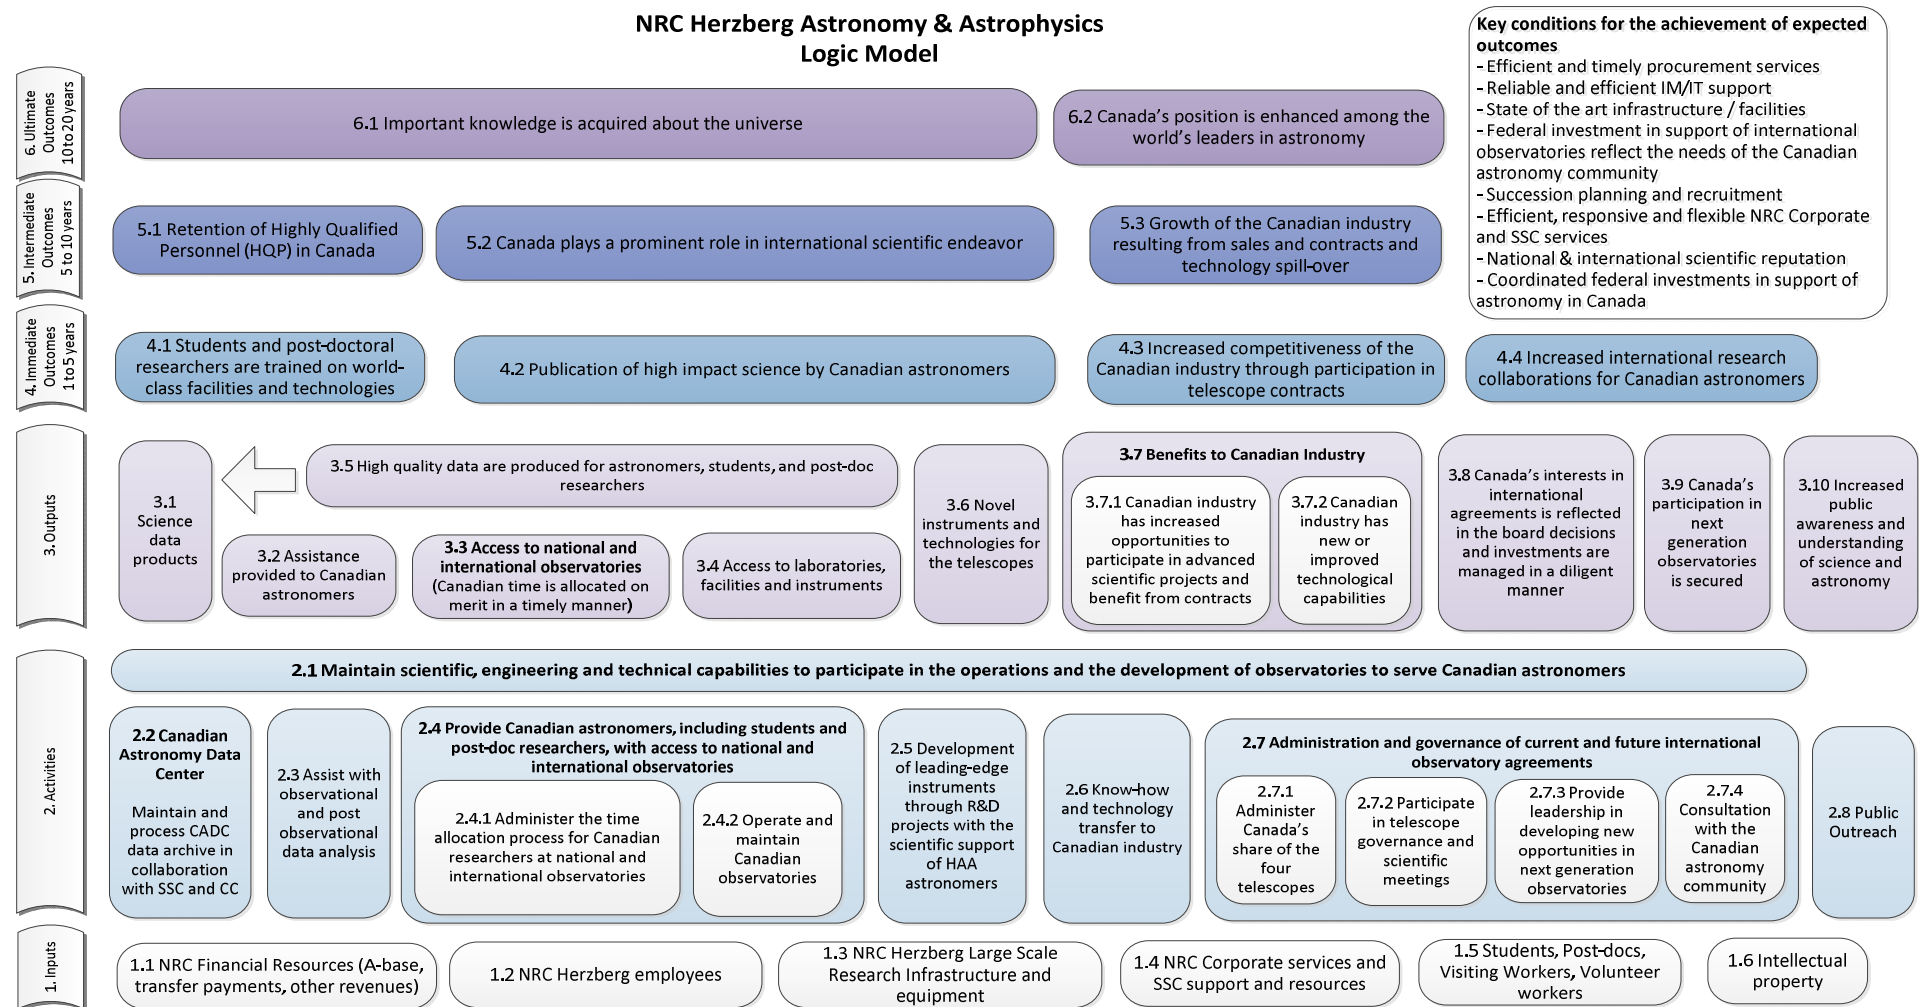 NRC Herzberg Astronomy & Astrophysics
Logic Model
Key conditions for the achievement of expected
outcomes
- Efficient and timely procurement services
- Reliable and efficient IM/IT support
- State of the art infrastructure / facilities
- Federal investment in support of international
observatories reflect the needs of the Canadian
astronomy community
- Succession planning and recruitment
- Efficient, responsive and flexible NRC Corporate
and SSC services
- National & international scientific reputation
- Coordinated federal investments in support of
astronomy in Canada
6. Ultimate
Outcomes
10 to 20 years
6.1 Important knowledge is acquired about the universe
6.2 Canada's position is enhanced among the
world's leaders in astronomy
5. Intermediate
Outcomes
5 to 10 years
5.1 Retention of Highly Qualified
Personnel (HQP) in Canada
5.2 Canada plays a prominent role in international scientific endeavor
5.3 Growth of the Canadian industry
resulting from sales and contracts and
technology spill-over
4. Immediate
Outcomes
1 to 5 years
4.1 Students and post-doctoral
researchers are trained on world-
class facilities and technologies
4.2 Publication of high impact science by Canadian astronomers
4.3 Increased competitiveness of the
Canadian industry through participation in
telescope contracts
4.4 Increased international research
collaborations for Canadian astronomers
3. Outputs
3.1
Science
data
products
3.5 High quality data are produced for astronomers, students, and post-doc
researchers
3.2 Assistance
provided to Canadian
astronomers
3.3 Access to national and
international observatories
(Canadian time is allocated on
merit in a timely manner)
3.4 Access to laboratories,
facilities and instruments
3.6 Novel
instruments and
technologies for
the telescopes
3.7 Benefits to Canadian Industry
3.7.1 Canadian industry
has increased
opportunities to
participate in advanced
scientific projects and
benefit from contracts
3.7.2 Canadian
industry has
new or
improved
technological
capabilities
3.8 Canada's interests in
international
agreements is reflected
in the board decisions
and investments are
managed in a diligent
manner
3.9 Canada's
participation in
next
generation
observatories
is secured
3.10 Increased
public
awareness and
understanding
of science and
astronomy
2. Activities
2.1 Maintain scientific, engineering and technical capabilities to participate in the operations and the development of observatories to serve Canadian astronomers
2.2 Canadian
Astronomy Data
Center
Maintain and
process CADC
data archive in
collaboration
with SSC and CC
2.3 Assist with
observational
and post
observational
data analysis
2.4 Provide Canadian astronomers, including students and
post-doc researchers, with access to national and
international observatories
2.4.1 Administer the time
allocation process for Canadian
researchers at national and
international observatories
2.4.2 Operate and
maintain
Canadian
observatories
2.5 Development
of leading-edge
instruments
through R&D
projects with the
scientific support
of HAA
astronomers
2.6 Know-how
and technology
transfer to
Canadian industry
2.7 Administration and governance of current and future international
observatory agreements
2.7.1
Administer
Canada's
share of the
four
telescopes
2.7.2 Participate
in telescope
governance and
scientific
meetings
2.7.3 Provide
leadership in
developing new
opportunities in
next generation
observatories
2.7.4
Consultation
with the
Canadian
astronomy
community
2.8 Public
Outreach
1. Inputs
1.1 NRC Financial Resources (A-base,
transfer payments, other revenues)
1.2 NRC Herzberg employees
1.3 NRC Herzberg Large Scale
Research Infrastructure and
equipment
1.4 NRC Corporate services and
SSC support and resources
1.5 Students, Post-docs,
Visiting Workers, Volunteer
workers
1.6 Intellectual
property